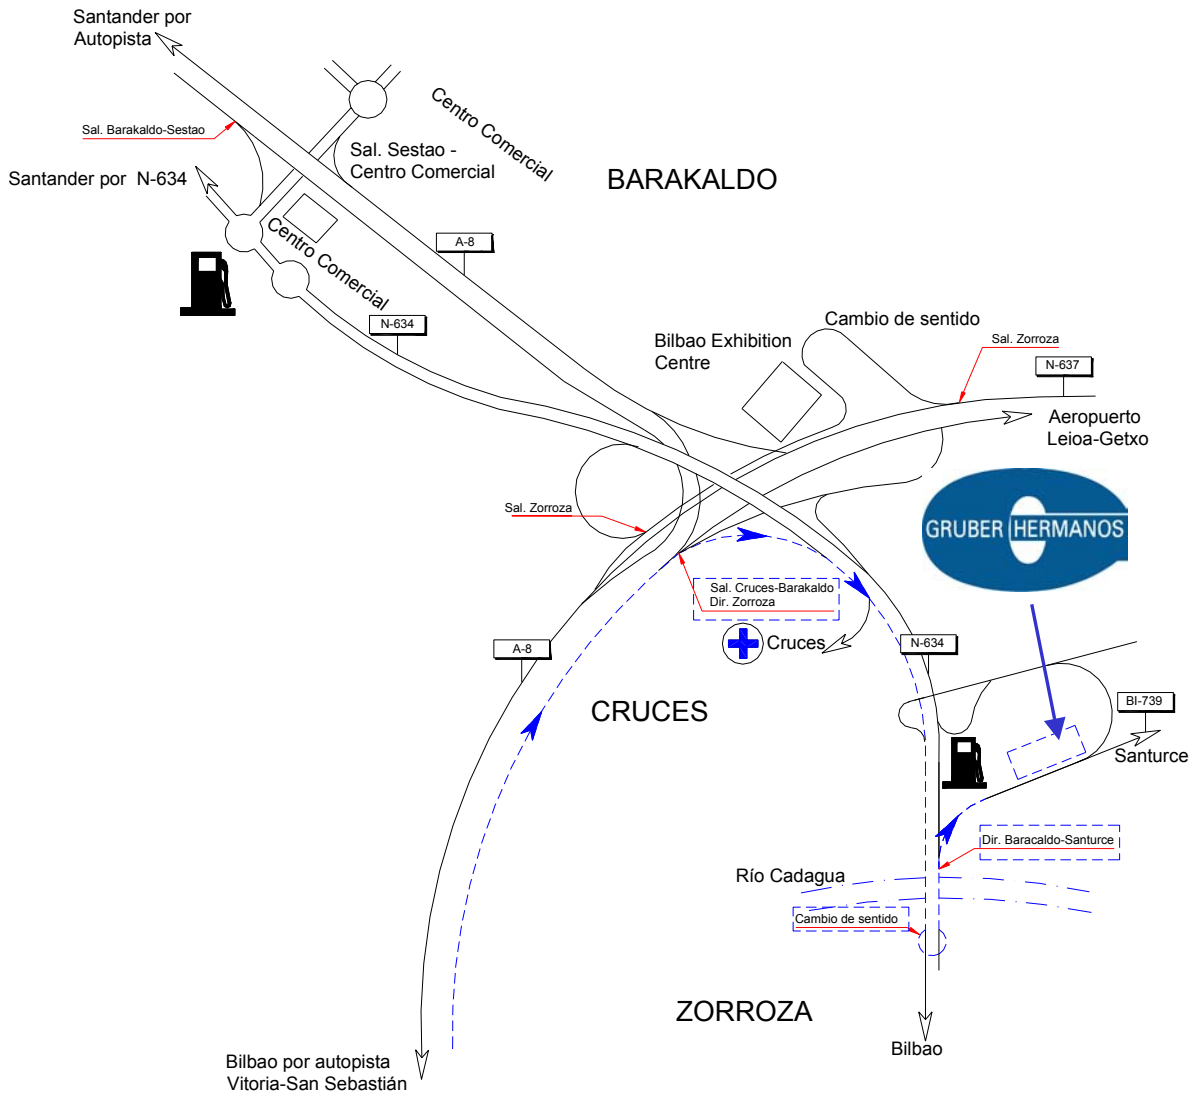 Santander por
Autopista
Centro Comercial
Sal. Barakaldo-Sestao
Sal. Sestao -
Centro Comercial
Santander por N-634
BARAKALDO
Centro Comercial
A-8
N-634
Cambio de sentido
Bilbao Exhibition
Centre
Sal. Zorroza
N-637
Aeropuerto
Leioa-Getxo
Sal. Zorroza
GRUBER HERMANOS
Sal. Cruces-Barakaldo
Dir. Zorroza
Cruces
A-8
N-634
CRUCES
BI-739
Santurce
Dir. Baracaldo-Santurce
Río Cadagua
Cambio de sentido
ZORROZA
Bilbao
Bilbao por autopista
Vitoria-San Sebastián